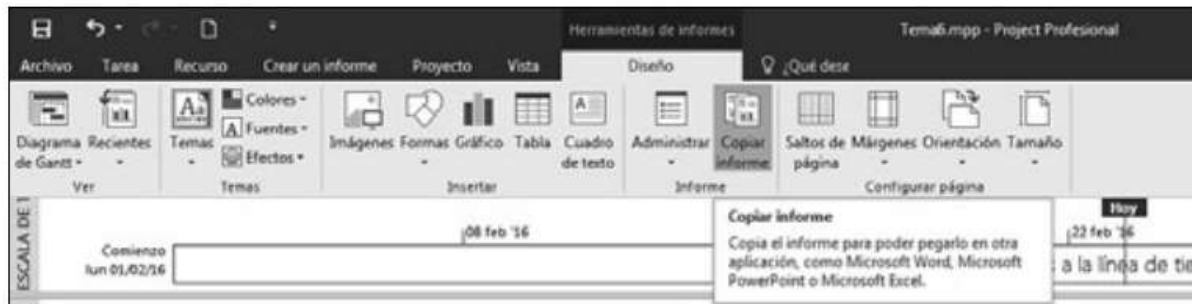 Herramientas de informes
Tema6.mpp - Project Profesional
Archivo Tarea Recurso Crear un informe Proyecto Vista Diseño ¿Qué dese
Diagrama de Gantt
Recientes
Temas
Colores
Fuentes
Efectos
Imágenes Formas Gráfico Tabla
Cuadro de texto
Administrar
Copiar informe
Saltos de página
Márgenes Orientación Tamaño
Ver Temas Insertar Informe Configurar página
Copiar informe
Copia el informe para poder pegarlo en otra
aplicación, como Microsoft Word, Microsoft
PowerPoint o Microsoft Excel.
ESCALA DE T
Comienzo
lun 01/02/16
08 feb '16
Hoy
22 feb '16
a la línea de tie